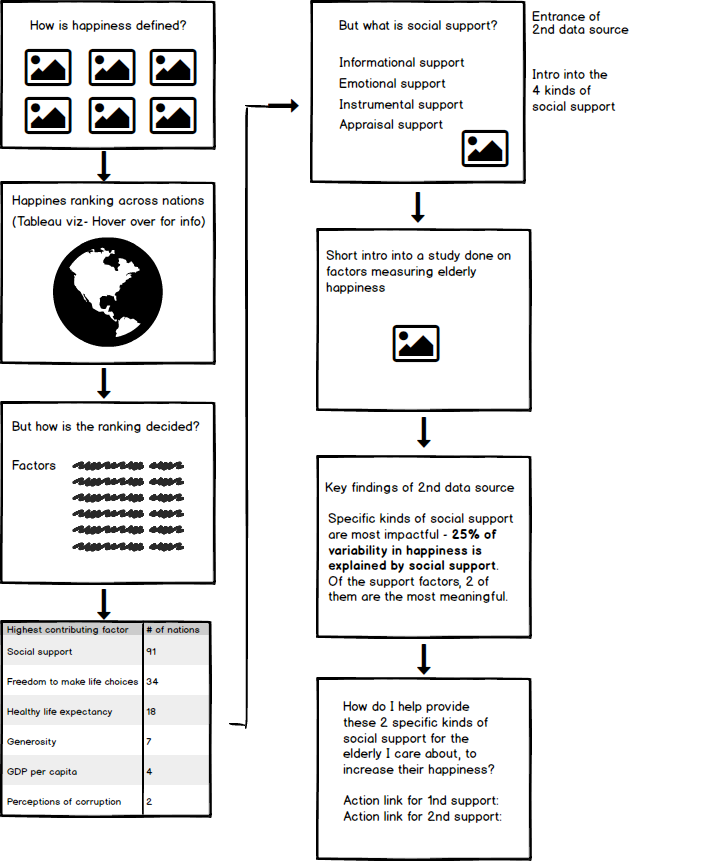 How is happiness defined?
Happines ranking across nations
(Tableau viz- Hover over for info)
But how is the ranking decided?
Factors
Highest contributing factor # of nations
Social support 91
Freedom to make life choices 34
Healthy life expectancy 18
Generosity 7
GDP per capita 4
Perceptions of corruption 2
But what is social support?
Informational support
Emotional support
Instrumental support
Appraisal support
Entrance of
2nd data source
Intro into the
4 kinds of
social support
Short intro into a study done on
factors measuring elderly
happiness
Key findings of 2nd data source
Specific kinds of social support
are most impactful - 25% of
variability in happiness is
explained by social support.
Of the support factors, 2 of
them are the most meaningful.
How do I help provide
these 2 specific kinds of
social support for the
elderly I care about, to
increase their happiness?
Action link for 1nd support:
Action link for 2nd support: